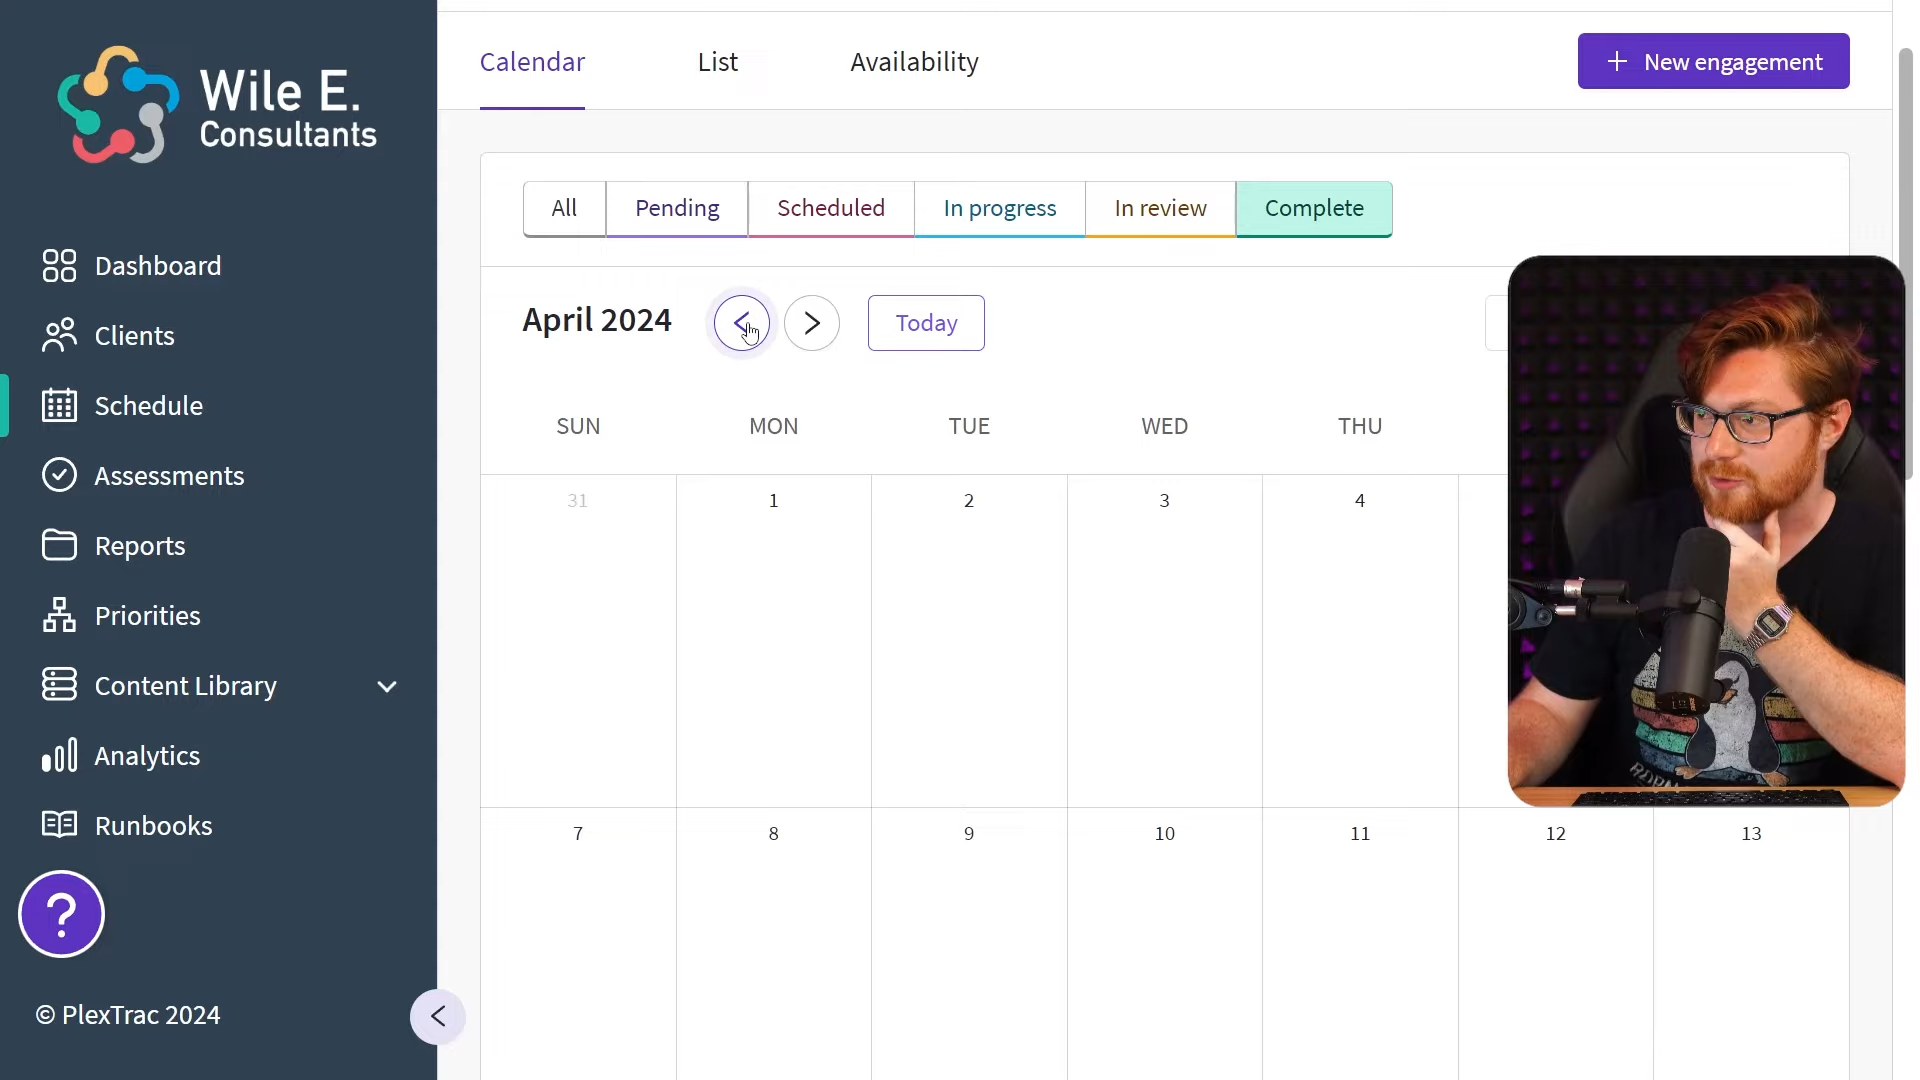 Wile E.
Consultants
Dashboard
Clients
Schedule
Assessments
Reports
Priorities
Content Library
Analytics
Runbooks
?
© PlexTrac 2024
Calendar List Availability
+ New engagement
All Pending Scheduled In progress In review Complete
April 2024
Today
SUN MON TUE WED THU
31 1 2 3 4
7 8 9 10 11 12 13